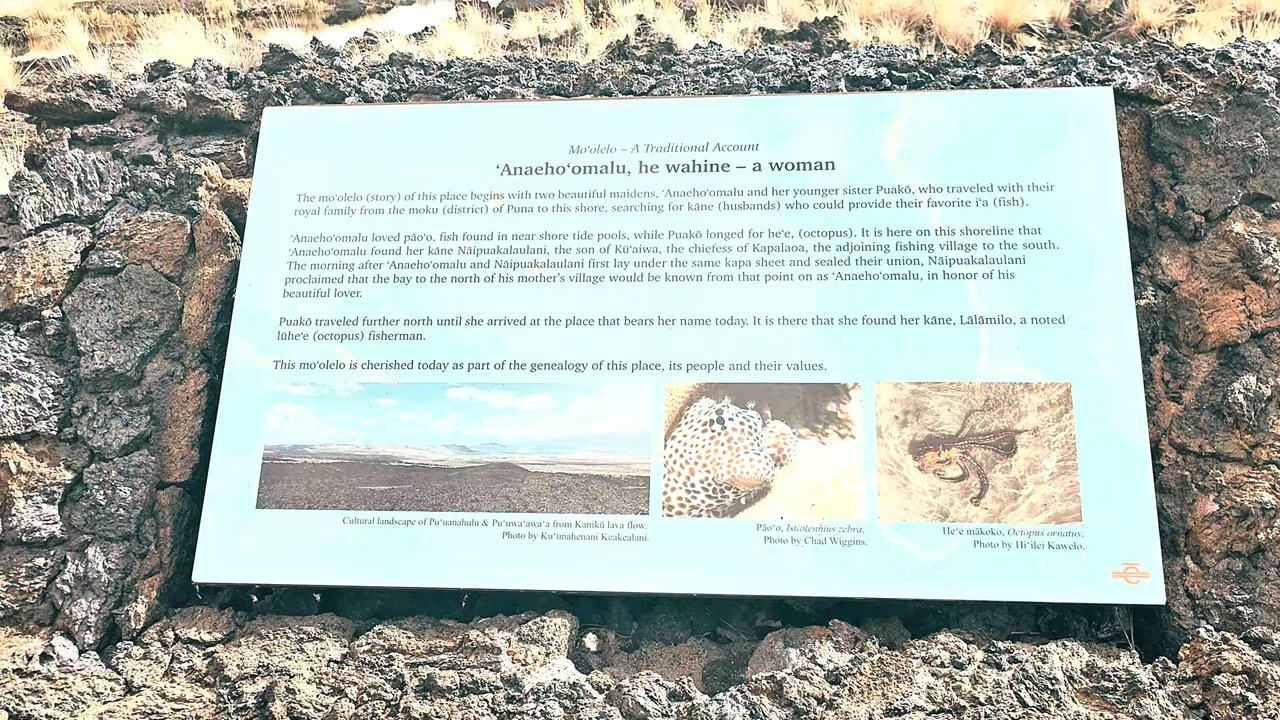 Moʻolelo – A Traditional Account
ʻAnaehoʻomalu, he wahine – a woman
The moʻolelo (story) of this place begins with two beautiful maidens, ʻAnaehoʻomalu and her younger sister Puakō, who traveled with their
royal family from the moku (district) of Puna to this shore, searching for kāne (husbands) who could provide their favorite iʻa (fish).
ʻAnaehoʻomalu loved pāoʻo, fish found in near shore tide pools, while Puakō longed for heʻe, (octopus). It is here on this shoreline that
ʻAnaehoʻomalu found her kāne Nāipuakalaulani, the son of Kūʻaiwa, the chiefess of Kapalaoa, the adjoining fishing village to the south.
The morning after ʻAnaehoʻomalu and Nāipuakalaulani first lay under the same kapa sheet and sealed their union, Nāipuakalaulani
proclaimed that the bay to the north of his mother's village would be known from that point on as ʻAnaehoʻomalu, in honor of his
beautiful lover.
Puakō traveled further north until she arrived at the place that bears her name today. It is there that she found her kāne, Lālāmilo, a noted
lūheʻe (octopus) fisherman.
This moʻolelo is cherished today as part of the genealogy of this place, its people and their values.
Cultural landscape of Puʻuanahulu & Puʻuwaʻawaʻa from Kanikū lava flow.
Photo by Kuʻunahenani Keakealani.
Pāoʻo, Istiblennius zebra.
Photo by Chad Wiggins.
Heʻe mākoko, Octopus ornatus.
Photo by Hiʻilei Kawelo.